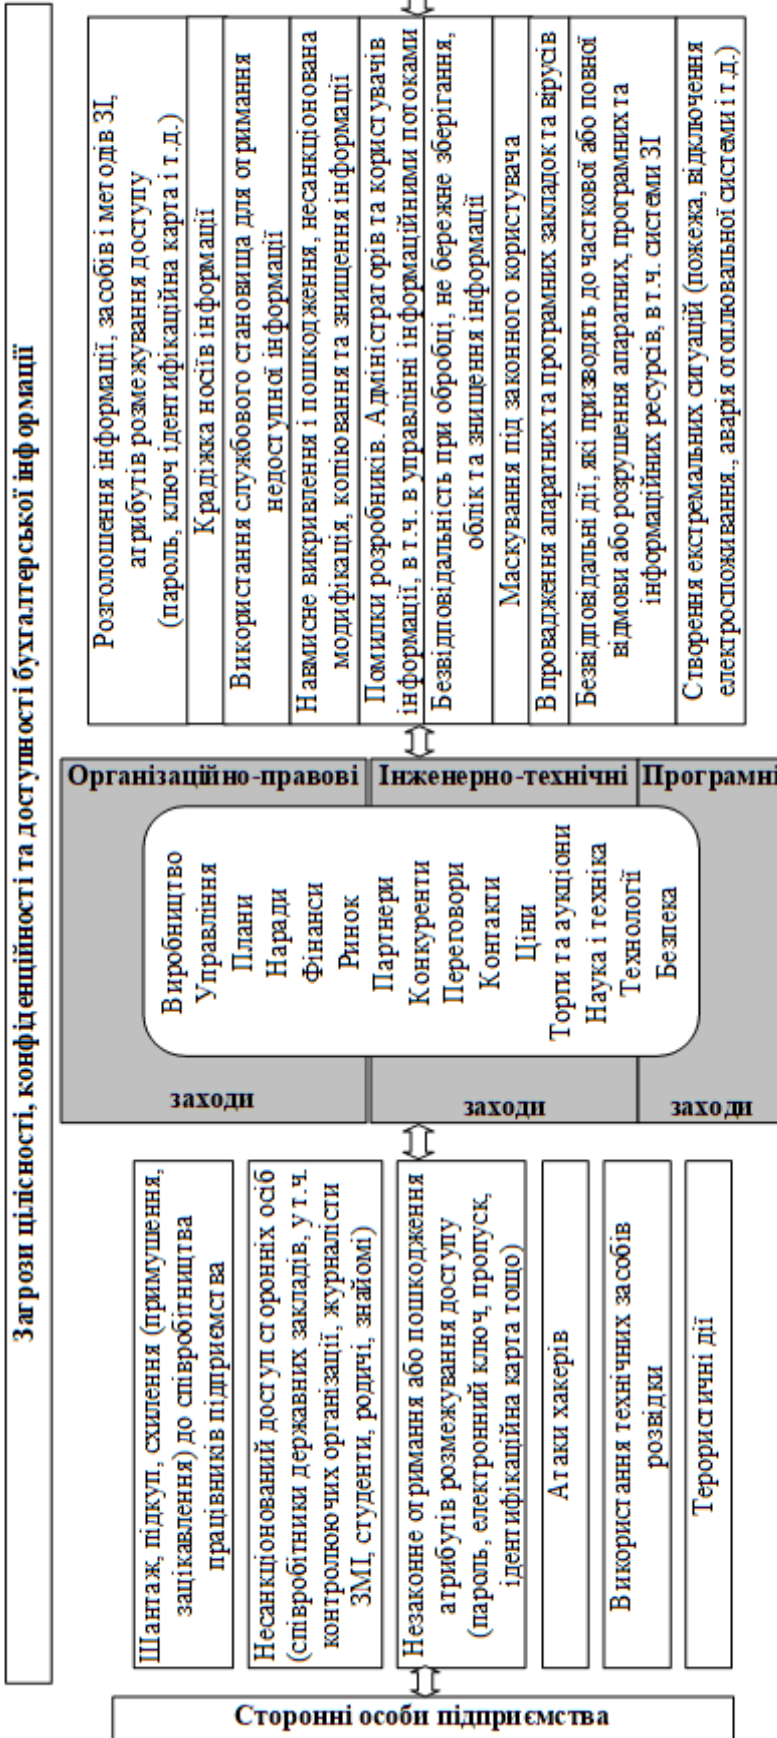 Загрози цілісності, конфіденційності та доступності бухгалтерської інформації
Сторонні особи підприємства
Шантаж, підкуп, схилення (примушення,
зацікавлення) до співробітництва
працівників підприємства
Несанкціонований доступ сторонніх осіб
(співробітники державних закладів, у т.ч.
контролюючих організації, журналісти
ЗМІ, студенти, родичі, знайомі)
Незаконне отримання або пошкодження
атрибутів розмежування доступу
(пароль, електронний ключ, пропуск,
ідентифікаційна карта тощо)
Атаки хакерів
Використання технічних засобів
розвідки
Терористичні дії
Організаційно-правові
заходи
Інженерно-технічні
заходи
Програмні
заходи
Виробництво
Управління
Плани
Наради
Фінанси
Ринок
Партнери
Конкуренти
Переговори
Контакти
Ціни
Торги та аукціони
Наука і техніка
Технології
Безпека
Розголошення інформації, засобів і методів ЗІ,
атрибутів розмежування доступу
(пароль, ключ ідентифікаційна карта і т.д.)
Крадіжка носіїв інформації
Використання службового становища для отримання
недоступної інформації
Навмисне викривлення і пошкодження, несанкціонована
модифікація, копіювання та знищення інформації
Помилки розробників. Адміністраторів та користувачів
інформації, в т.ч. в управлінні інформаційними потоками
Безвідповідальність при обробці, не бережне зберігання,
облік та знищення інформації
Маскування під законного користувача
Впровадження апаратних та програмних закладок та вірусів
Безвідповідальні дії, які призводять до часткової або повної
відмови або розрушення апаратних, програмних та
інформаційних ресурсів, в т.ч. системи ЗІ
Створення екстремальних ситуацій (пожежа, відключення
електроспоживання., аварія отоплювальної системи і т.д.)